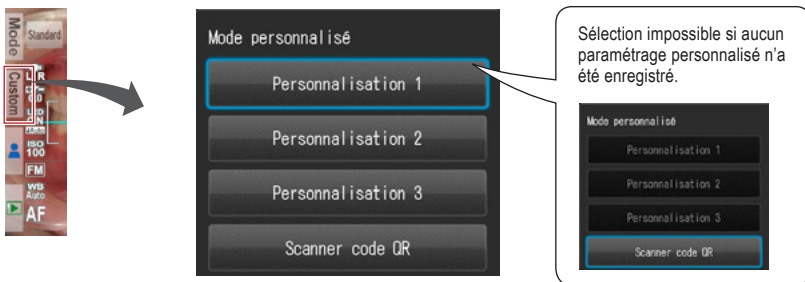 Mode
Standard
Custom
L R
0 0
ISO
100
FM
WB
Auto
AF
Mode personnalisé
Personnalisation 1
Personnalisation 2
Personnalisation 3
Scanner code QR
Sélection impossible si aucun
paramétrage personnalisé n'a
été enregistré.
Mode personnalisé
Personnalisation 1
Personnalisation 2
Personnalisation 3
Scanner code QR